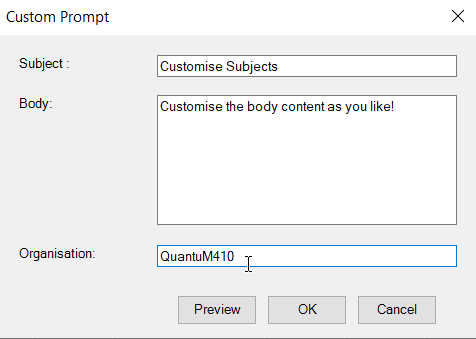 Custom Prompt
Subject : Customise Subjects
Body: Customise the body content as you like!
Organisation: QuantuM410
Preview OK Cancel